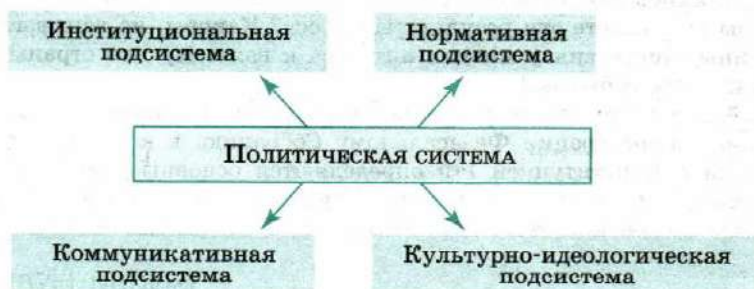 Институциональная
подсистема
Нормативная
подсистема
ПОЛИТИЧЕСКАЯ СИСТЕМА
Коммуникативная
подсистема
Культурно-идеологическая
подсистема